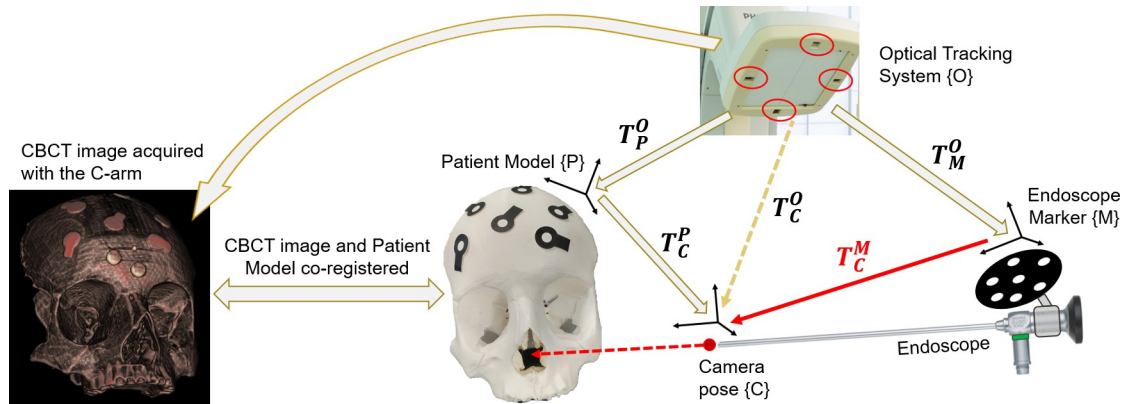 Optical Tracking
System {O}
T_P^O
T_M^O
CBCT image acquired
with the C-arm
Patient Model {P}
T_C^O
Endoscope
Marker {M}
CBCT image and Patient
Model co-registered
T_C^P
T_C^M
Endoscope
Camera
pose {C}